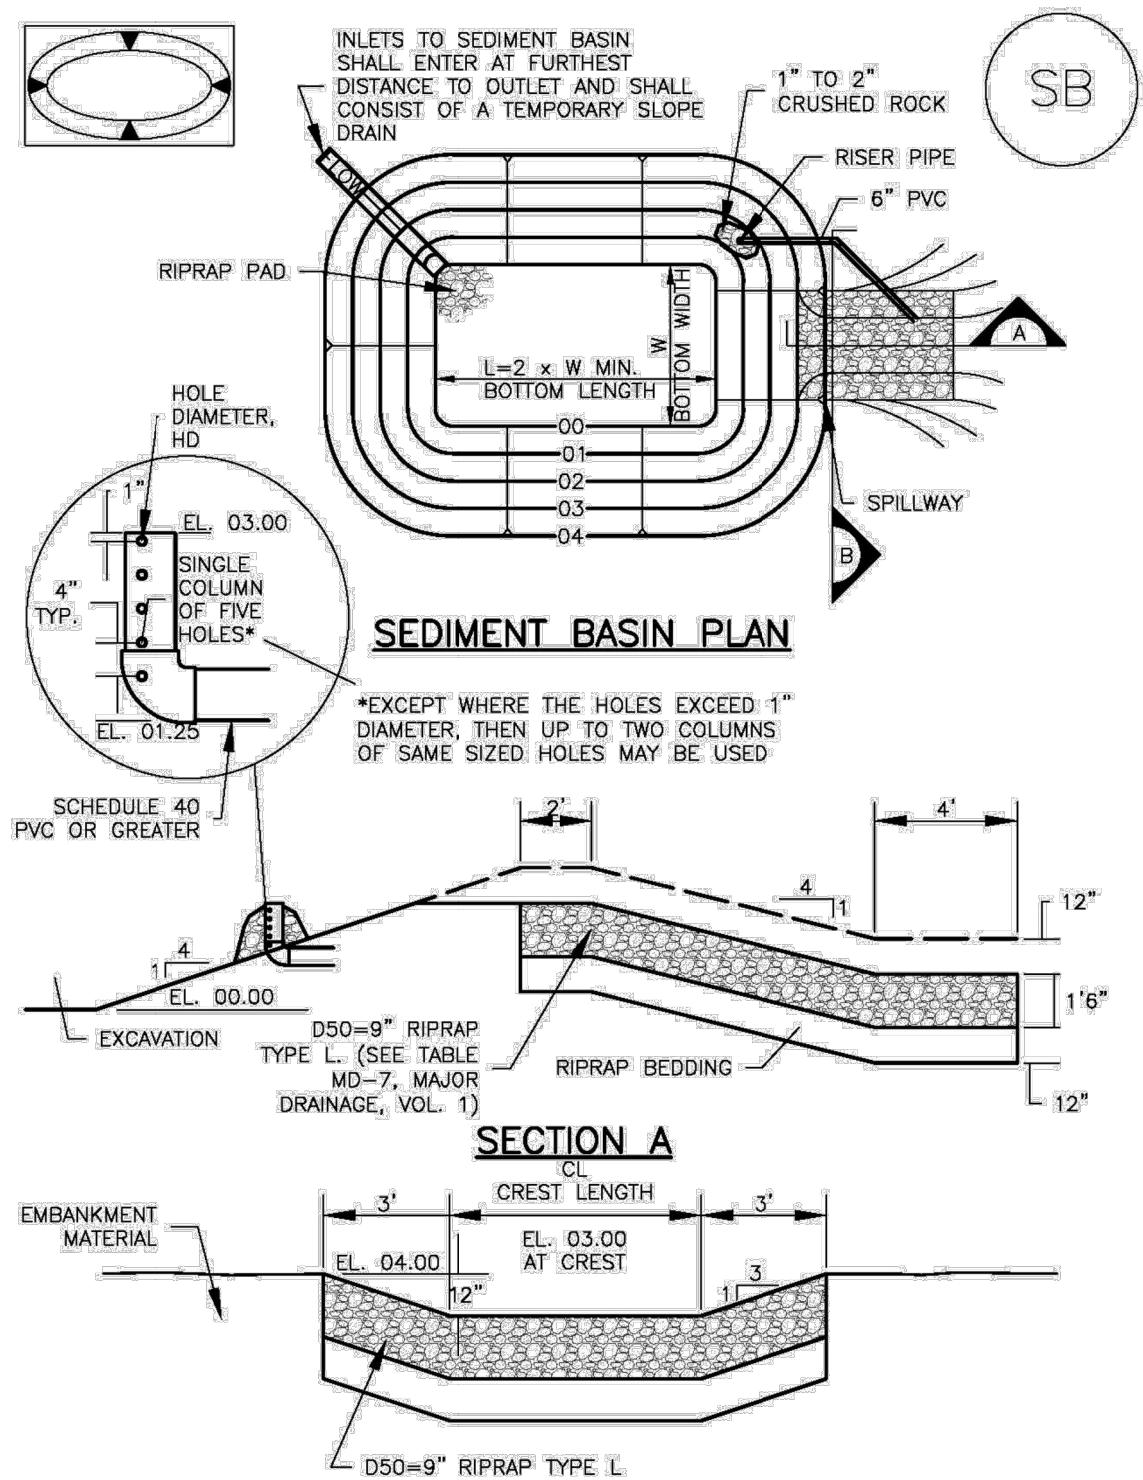 INLETS TO SEDIMENT BASIN
SHALL ENTER AT FURTHEST
DISTANCE TO OUTLET AND SHALL
CONSIST OF A TEMPORARY SLOPE
DRAIN
1" TO 2"
CRUSHED ROCK
SB
RISER PIPE
6" PVC
FLOW
RIPRAP PAD
A
W
BOTTOM WIDTH
L=2 x W MIN.
BOTTOM LENGTH
00
01
02
03
04
SPILLWAY
B
HOLE
DIAMETER,
HD
1"
EL. 03.00
SINGLE
COLUMN
OF FIVE
HOLES*
4"
TYP.
EL. 01.25
SEDIMENT BASIN PLAN
*EXCEPT WHERE THE HOLES EXCEED 1"
DIAMETER, THEN UP TO TWO COLUMNS
OF SAME SIZED HOLES MAY BE USED
SCHEDULE 40
PVC OR GREATER
2'
4'
4
1
12"
4
1
EL. 00.00
1'6"
EXCAVATION
D50=9" RIPRAP
TYPE L. (SEE TABLE
MD-7, MAJOR
DRAINAGE, VOL. 1)
RIPRAP BEDDING
12"
SECTION A
CL
CREST LENGTH
3'
3'
EMBANKMENT
MATERIAL
EL. 04.00
EL. 03.00
AT CREST
12"
3
1
D50=9" RIPRAP TYPE L